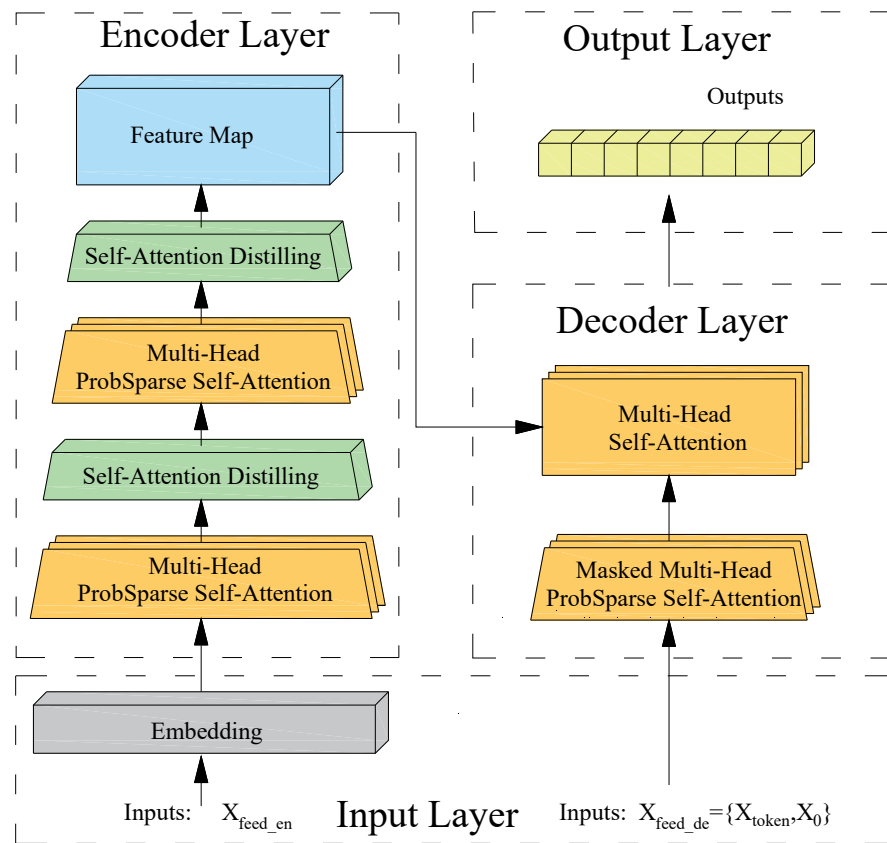 Encoder Layer
Feature Map
Self-Attention Distilling
Multi-Head
ProbSparse Self-Attention
Self-Attention Distilling
Multi-Head
ProbSparse Self-Attention
Output Layer
Outputs
Decoder Layer
Multi-Head
Self-Attention
Masked Multi-Head
ProbSparse Self-Attention
Embedding
Inputs: X_feed_en
Input Layer
Inputs: X_feed_de={X_token,X_0}